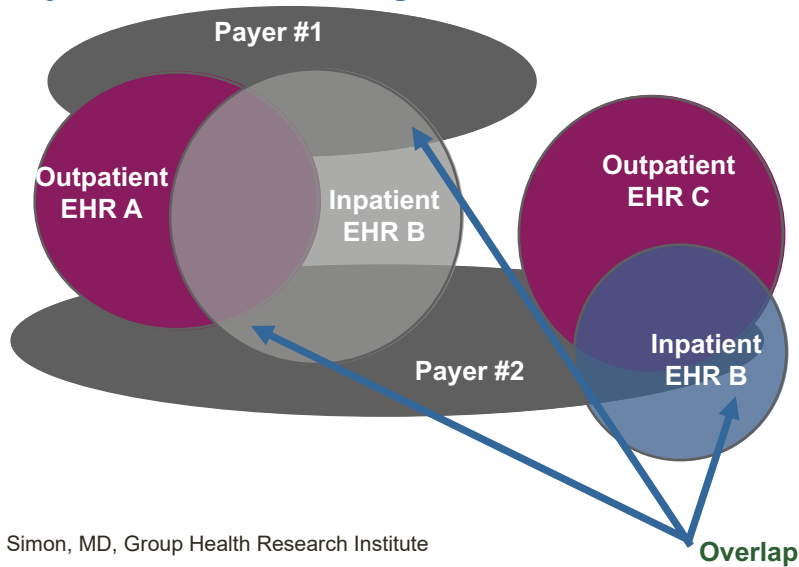 Payer #1
Outpatient
EHR A
Inpatient
EHR B
Outpatient
EHR C
Inpatient
EHR B
Payer #2
Simon, MD, Group Health Research Institute
Overlap